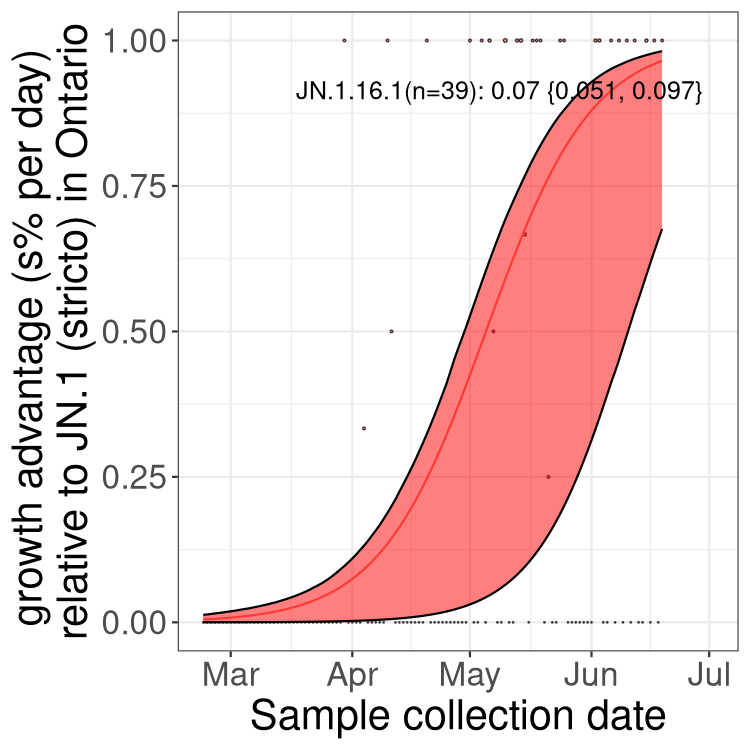 growth advantage (s% per day)
relative to JN.1 (stricto) in Ontario
1.00
0.75
0.50
0.25
0.00
JN.1.16.1(n=39): 0.07 {0.051, 0.097}
Mar Apr May Jun Jul
Sample collection date